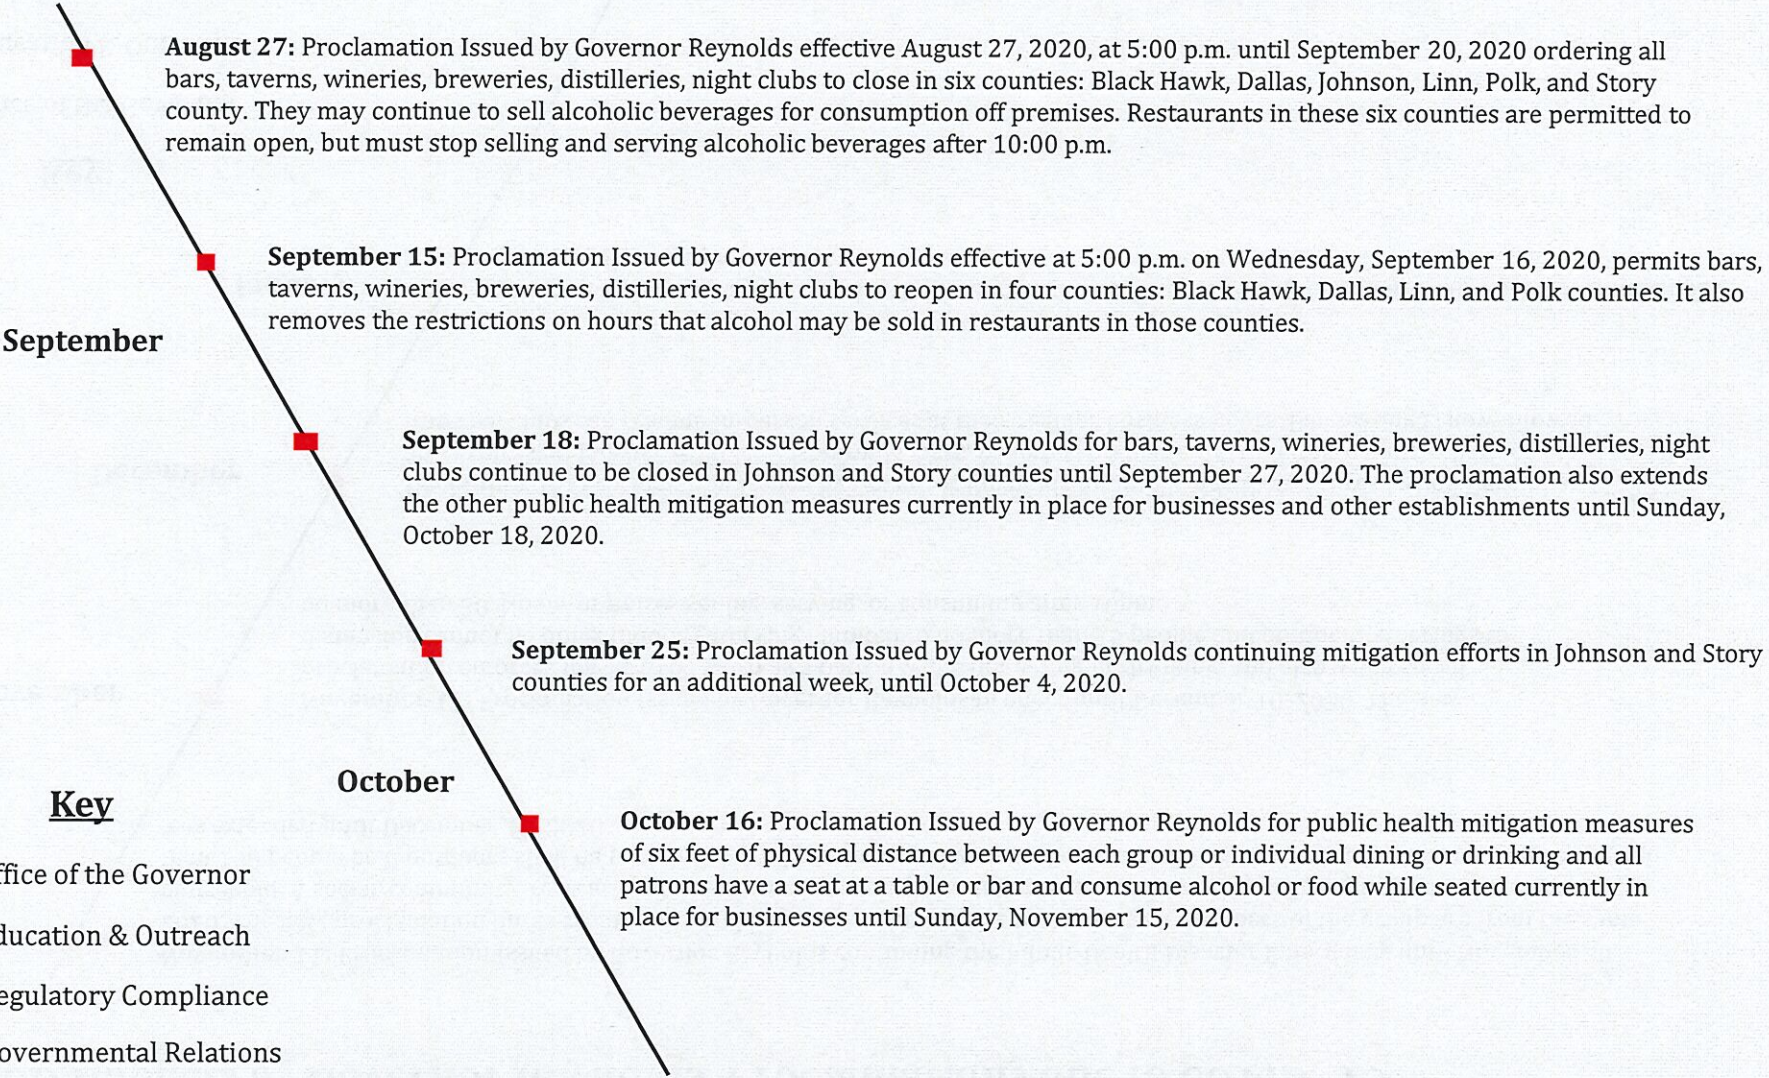 August 27: Proclamation Issued by Governor Reynolds effective August 27, 2020, at 5:00 p.m. until September 20, 2020 ordering all
bars, taverns, wineries, breweries, distilleries, night clubs to close in six counties: Black Hawk, Dallas, Johnson, Linn, Polk, and Story
county. They may continue to sell alcoholic beverages for consumption off premises. Restaurants in these six counties are permitted to
remain open, but must stop selling and serving alcoholic beverages after 10:00 p.m.
September 15: Proclamation Issued by Governor Reynolds effective at 5:00 p.m. on Wednesday, September 16, 2020, permits bars,
taverns, wineries, breweries, distilleries, night clubs to reopen in four counties: Black Hawk, Dallas, Linn, and Polk counties. It also
removes the restrictions on hours that alcohol may be sold in restaurants in those counties.
September
September 18: Proclamation Issued by Governor Reynolds for bars, taverns, wineries, breweries, distilleries, night
clubs continue to be closed in Johnson and Story counties until September 27, 2020. The proclamation also extends
the other public health mitigation measures currently in place for businesses and other establishments until Sunday,
October 18, 2020.
September 25: Proclamation Issued by Governor Reynolds continuing mitigation efforts in Johnson and Story
counties for an additional week, until October 4, 2020.
October
October 16: Proclamation Issued by Governor Reynolds for public health mitigation measures
of six feet of physical distance between each group or individual dining or drinking and all
patrons have a seat at a table or bar and consume alcohol or food while seated currently in
place for businesses until Sunday, November 15, 2020.
Key
ffice of the Governor
ducation & Outreach
egulatory Compliance
overnmental Relations